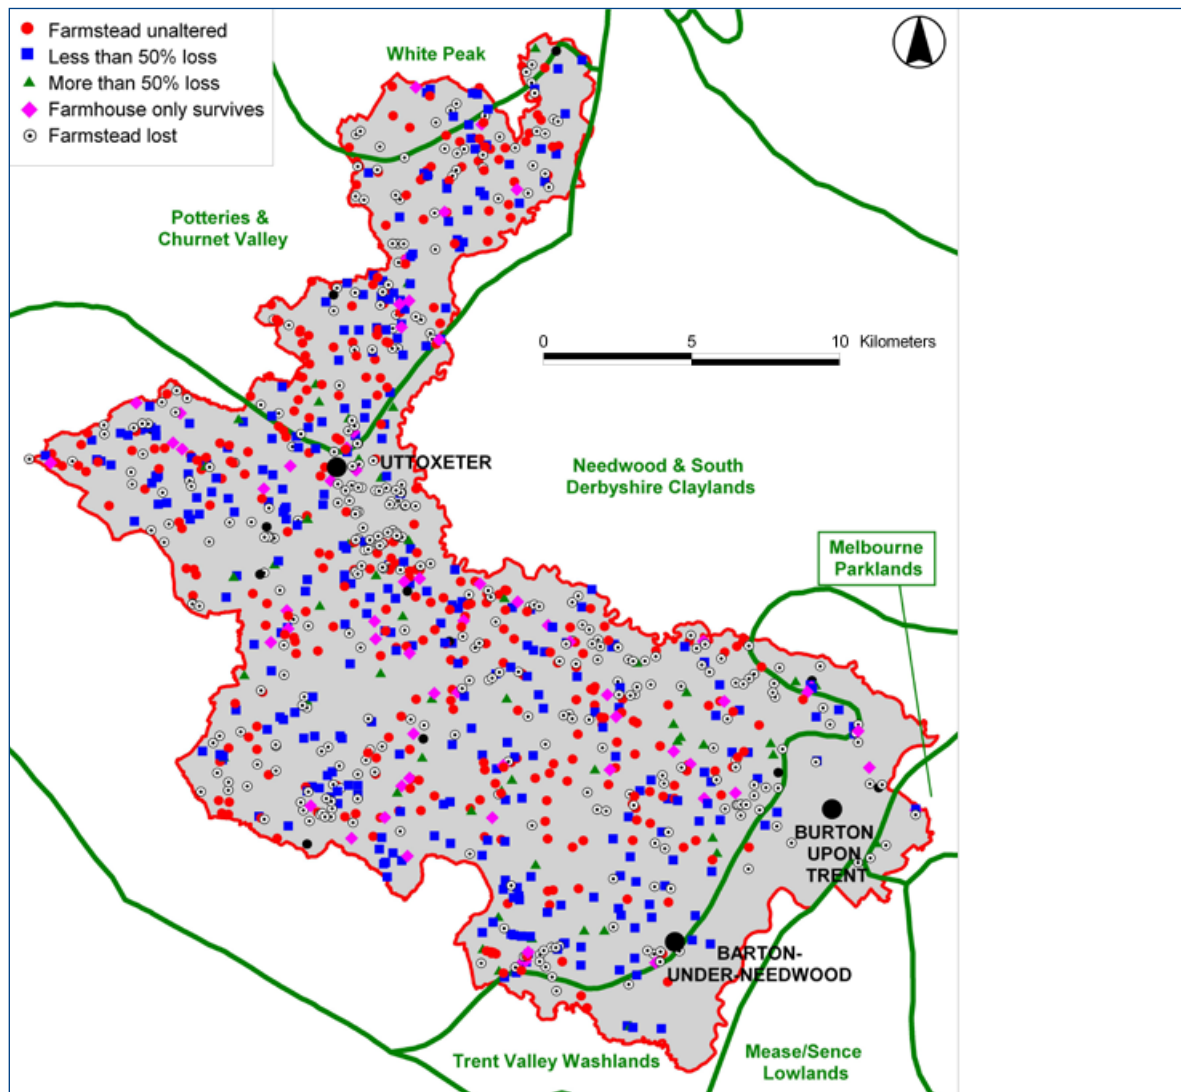 Farmstead unaltered
Less than 50% loss
More than 50% loss
Farmhouse only survives
Farmstead lost
White Peak
Potteries &
Churnet Valley
0 5 10 Kilometers
UTTOXETER
Needwood & South
Derbyshire Claylands
Melbourne
Parklands
BURTON
UPON
TRENT
BARTON-
UNDER-NEEDWOOD
Trent Valley Washlands
Mease/Sence
Lowlands